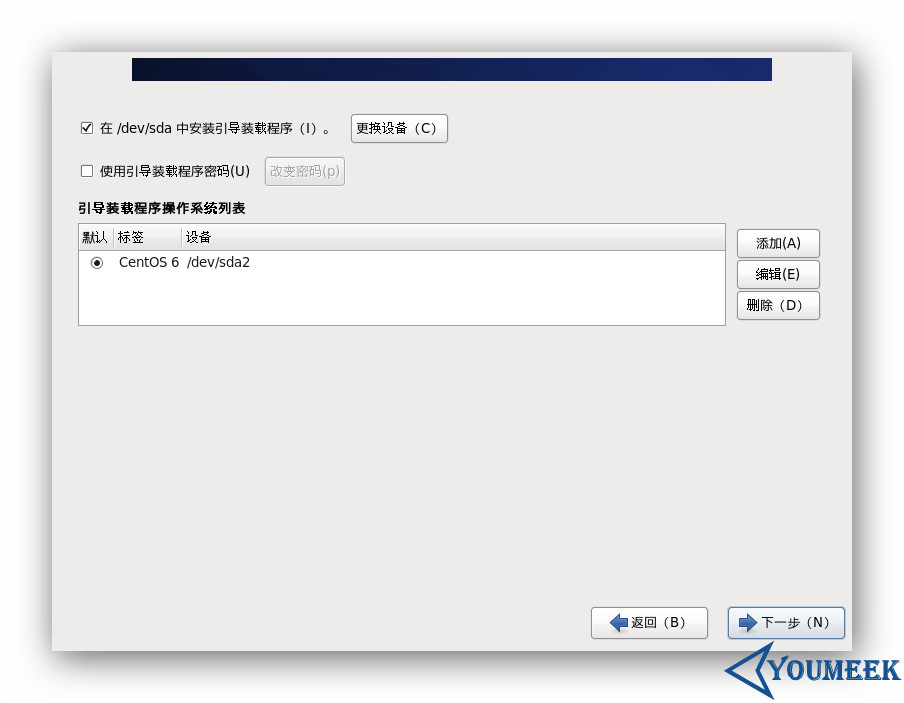 在 /dev/sda 中安装引导装载程序（I）。 更换设备（C）
使用引导装载程序密码(U) 改变密码(p)
引导装载程序操作系统列表
默认 标签 设备
CentOS 6 /dev/sda2
添加(A)
编辑(E)
删除（D）
返回（B） 下一步（N）
YOUMEEK